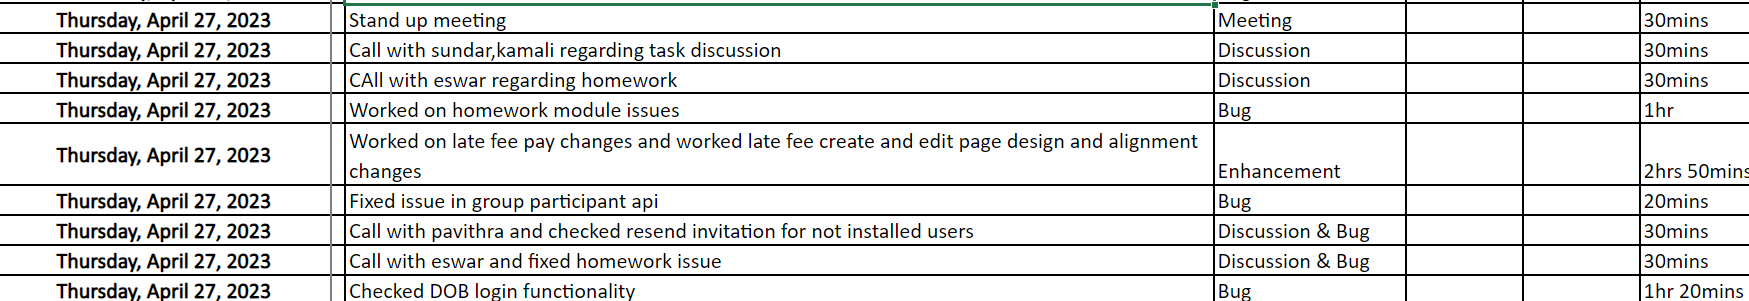 Thursday, April 27, 2023 Stand up meeting Meeting 30mins
Thursday, April 27, 2023 Call with sundar,kamali regarding task discussion Discussion 30mins
Thursday, April 27, 2023 CAll with eswar regarding homework Discussion 30mins
Thursday, April 27, 2023 Worked on homework module issues Bug 1hr
Thursday, April 27, 2023 Worked on late fee pay changes and worked late fee create and edit page design and alignment
changes Enhancement 2hrs 50mins
Thursday, April 27, 2023 Fixed issue in group participant api Bug 20mins
Thursday, April 27, 2023 Call with pavithra and checked resend invitation for not installed users Discussion & Bug 30mins
Thursday, April 27, 2023 Call with eswar and fixed homework issue Discussion & Bug 30mins
Thursday, April 27, 2023 Checked DOB login functionality Bug 1hr 20mins